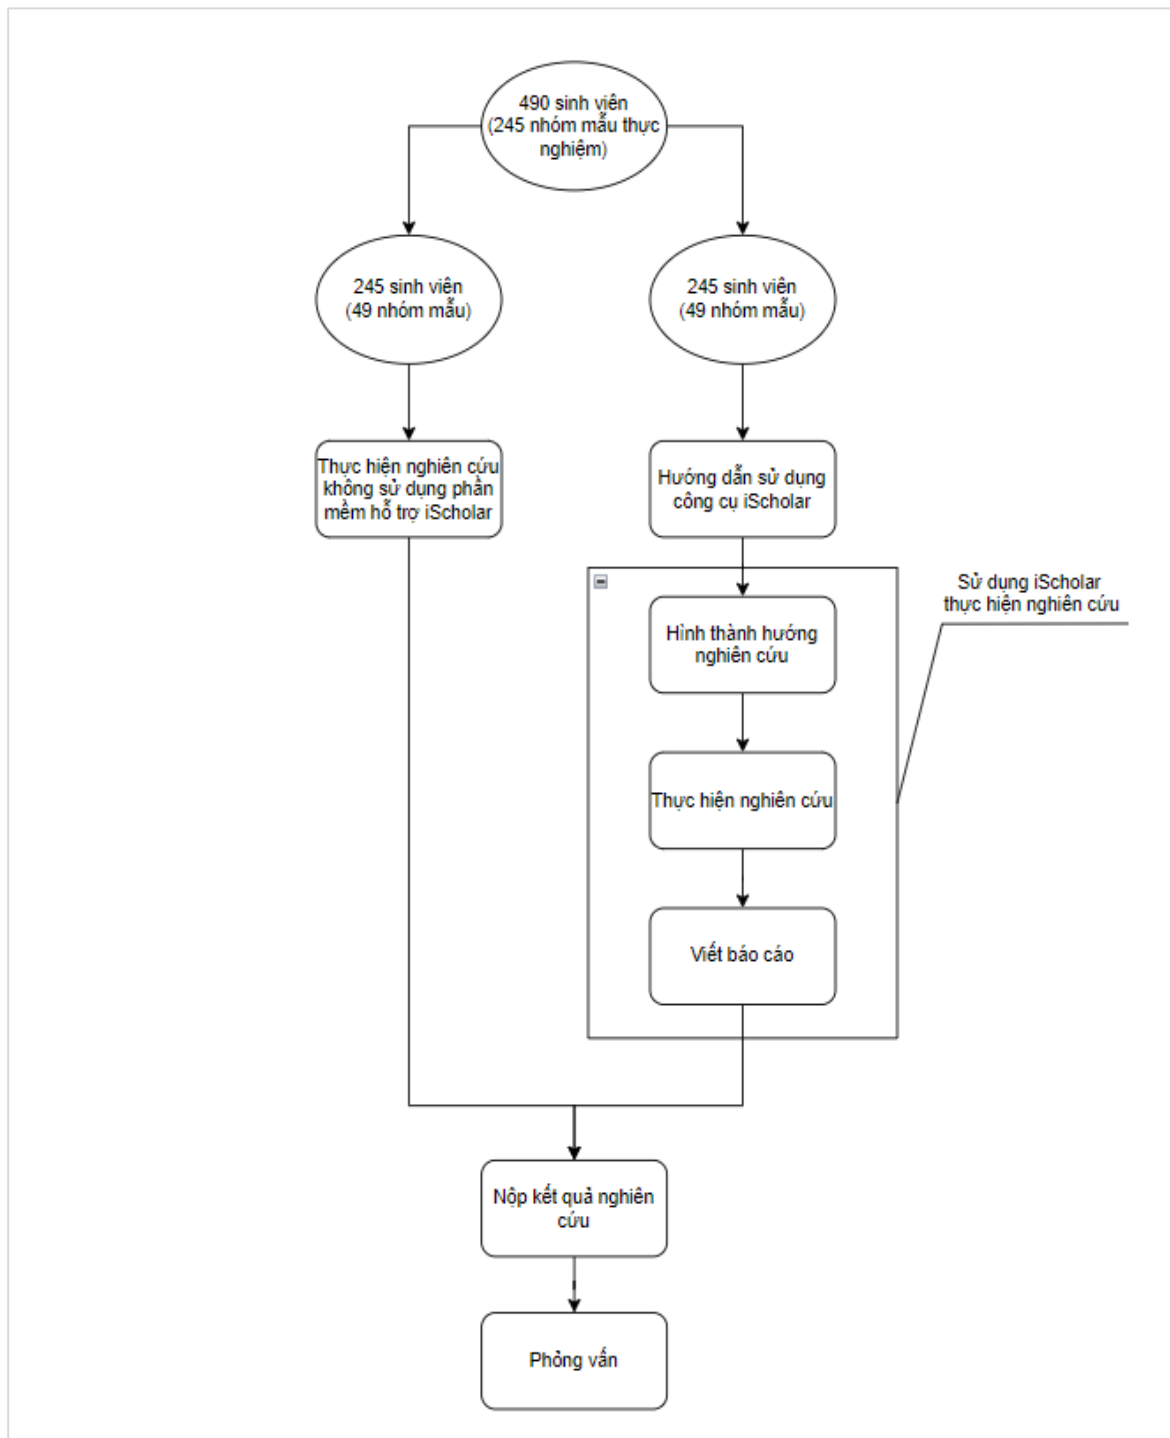 490 sinh viên
(245 nhóm mẫu thực
nghiệm)
245 sinh viên
(49 nhóm mẫu)
245 sinh viên
(49 nhóm mẫu)
Thực hiện nghiên cứu
không sử dụng phần
mềm hỗ trợ iScholar
Hướng dẫn sử dụng
công cụ iScholar
Sử dụng iScholar
thực hiện nghiên cứu
Hình thành hướng
nghiên cứu
Thực hiện nghiên cứu
Viết báo cáo
Nộp kết quả nghiên
cứu
Phỏng vấn